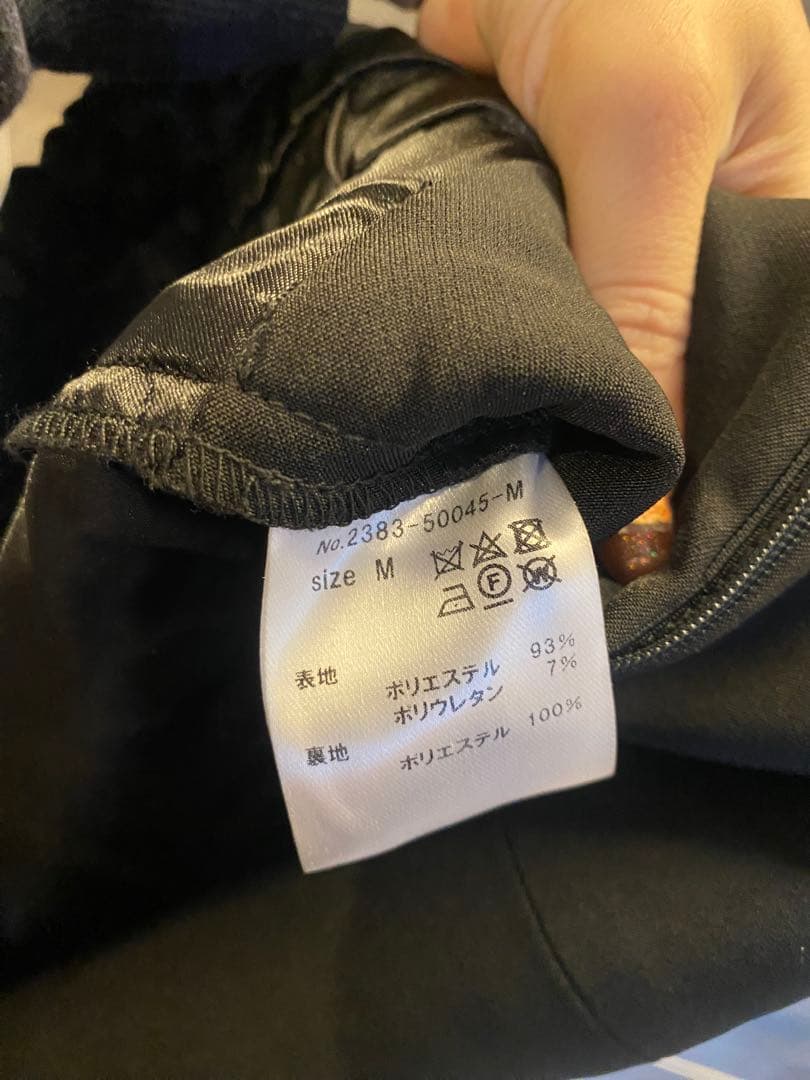 No.2383-50045-M
size M
F
W
表地
ポリエステル 93%
ポリウレタン 7%
裏地
ポリエステル 100%